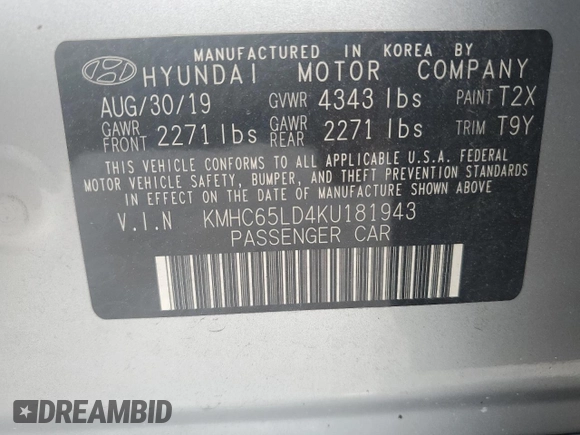 MANUFACTURED IN KOREA BY
HYUNDAI MOTOR COMPANY
AUG/30/19 GVWR 4343 lbs PAINT T2X
GAWR FRONT 2271 lbs GAWR REAR 2271 lbs TRIM T9Y
THIS VEHICLE CONFORMS TO ALL APPLICABLE U.S.A. FEDERAL
MOTOR VEHICLE SAFETY, BUMPER, AND THEFT PREVENTION STANDARDS
IN EFFECT ON THE DATE OF MANUFACTURE SHOWN ABOVE.
V.I.N KMHC65LD4KU181943
PASSENGER CAR
DREAMBID